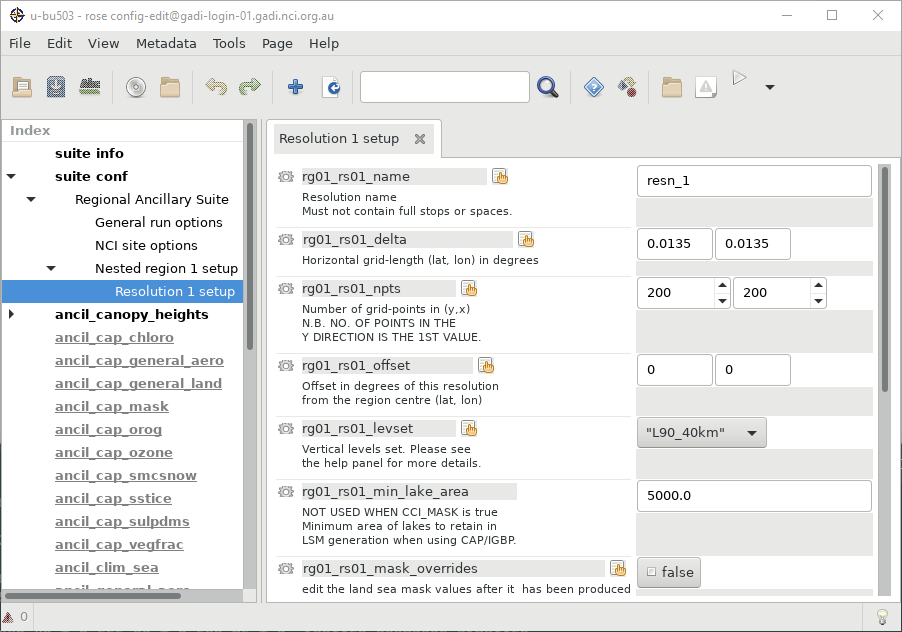 u-bu503 - rose config-edit@gadi-login-01.gadi.nci.org.au
File Edit View Metadata Tools Page Help
Index
suite info
suite conf
Regional Ancillary Suite
General run options
NCI site options
Nested region 1 setup
Resolution 1 setup
ancil_canopy_heights
ancil_cap_chloro
ancil_cap_general_aero
ancil_cap_general_land
ancil_cap_mask
ancil_cap_orog
ancil_cap_ozone
ancil_cap_smcsnow
ancil_cap_sstice
ancil_cap_sulpdms
ancil_cap_vegfrac
ancil_clim_sea
Resolution 1 setup
rg01_rs01_name
Resolution name
Must not contain full stops or spaces.
resn_1
rg01_rs01_delta
Horizontal grid-length (lat, lon) in degrees
0.0135 0.0135
rg01_rs01_npts
Number of grid-points in (y,x)
N.B. NO. OF POINTS IN THE
Y DIRECTION IS THE 1ST VALUE.
200 200
rg01_rs01_offset
Offset in degrees of this resolution
from the region centre (lat, lon)
0 0
rg01_rs01_levset
Vertical levels set. Please see
the help panel for more details.
"L90_40km"
rg01_rs01_min_lake_area
NOT USED WHEN CCI_MASK is true
Minimum area of lakes to retain in
LSM generation when using CAP/IGBP.
5000.0
rg01_rs01_mask_overrides
edit the land sea mask values after it  has been produced
false
0